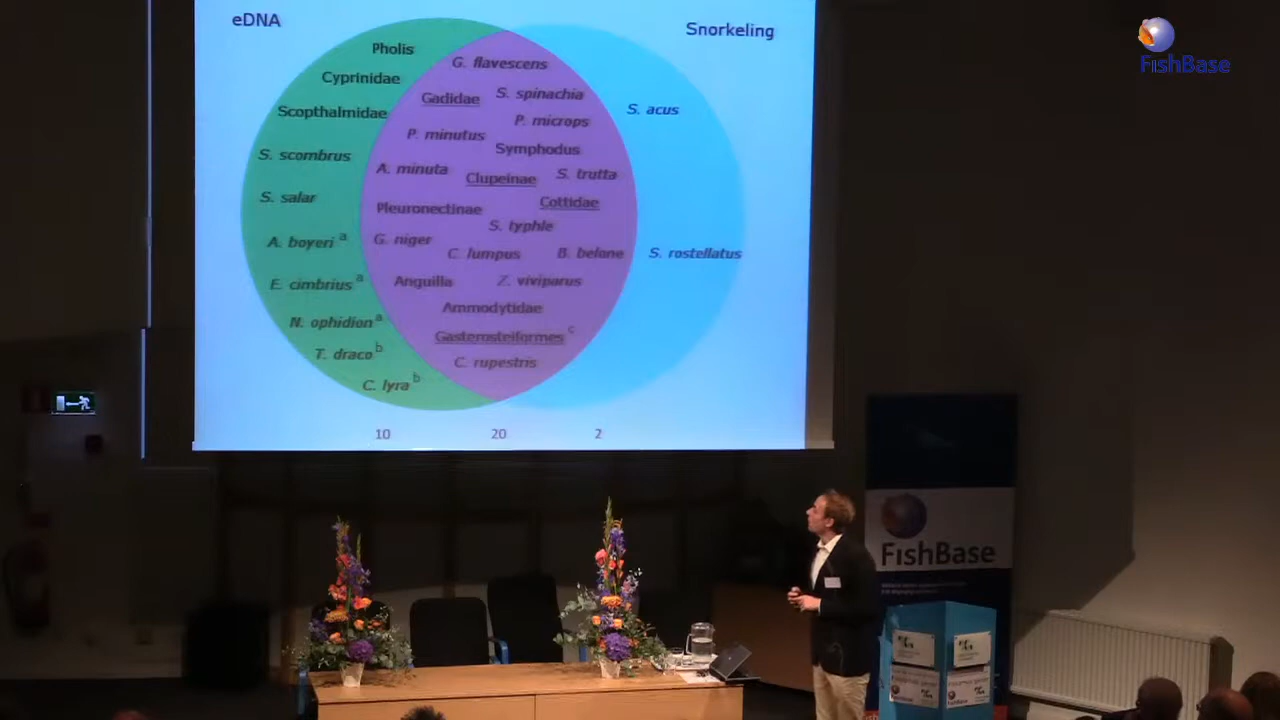 eDNA
Snorkeling
Pholis
Cyprinidae
Scopthalmidae
S. scombrus
S. salar
A. boyeri a
E. cimbrius a
N. ophidion a
T. draco b
C. lyra b
G. flavescens
S. spinachia
Gadidae
P. microps
P. minutus
Symphodus
A. minuta
Clupeinae
S. trutta
Cottidae
Pleuronectinae
S. typhle
G. niger
C. lumpus
B. belone
Anguilla
Z. viviparus
Ammodytidae
Gasterosteiformes c
C. rupestris
S. acus
S. rostellatus
10 20 2
FishBase
FishBase